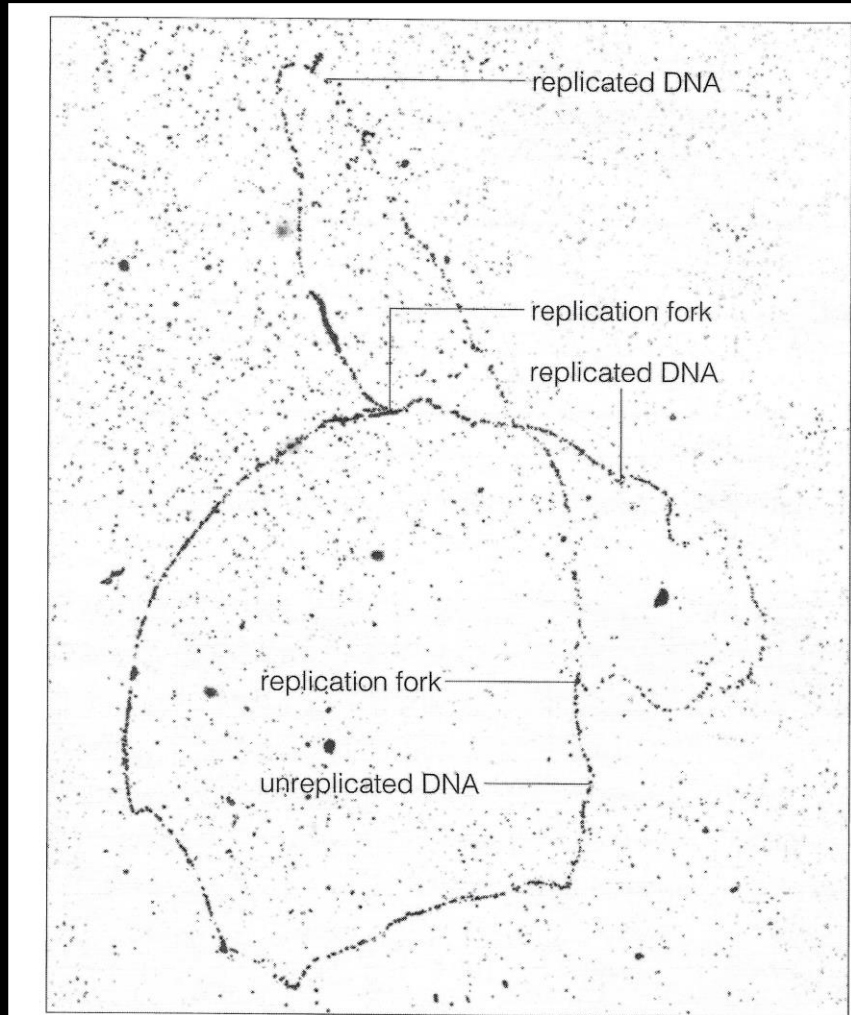 replicated DNA
replication fork
replicated DNA
replication fork
unreplicated DNA